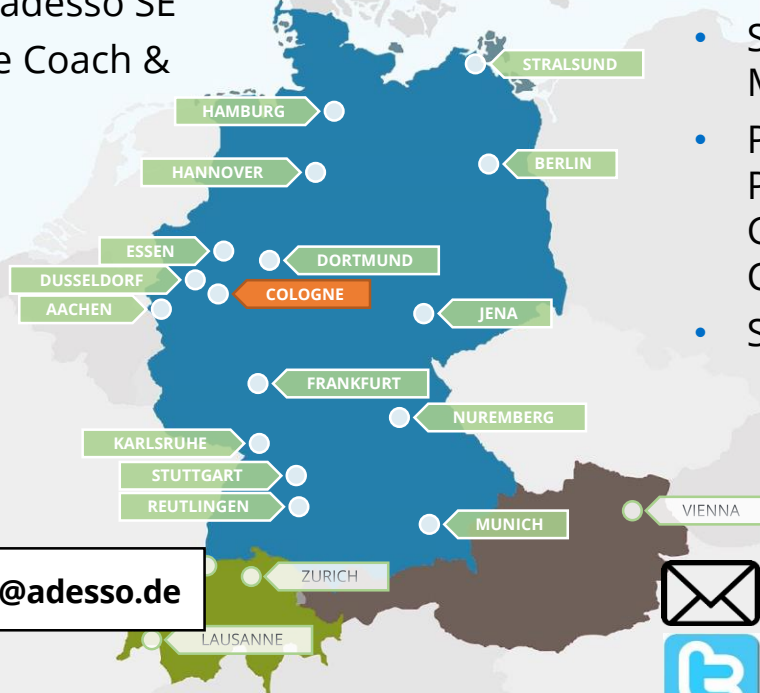 adesso SE
e Coach &
STRALSUND
HAMBURG
BERLIN
HANNOVER
ESSEN
DORTMUND
DUSSELDORF
COLOGNE
AACHEN
JENA
FRANKFURT
NUREMBERG
KARLSRUHE
STUTTGART
REUTLINGEN
MUNICH
VIENNA
@adesso.de
ZURICH
LAUSANNE